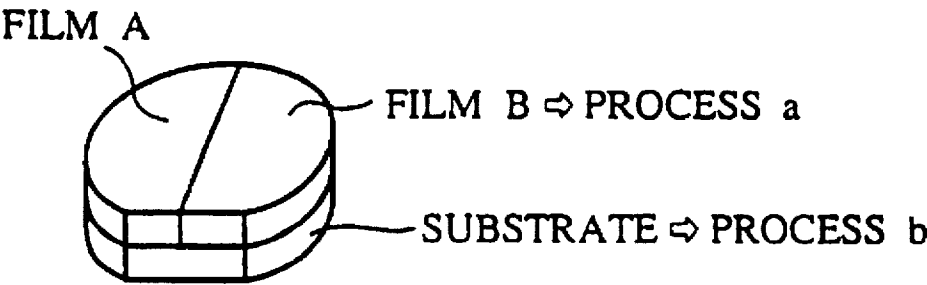 FILM A
FILM B ⇨ PROCESS a
SUBSTRATE ⇨ PROCESS b